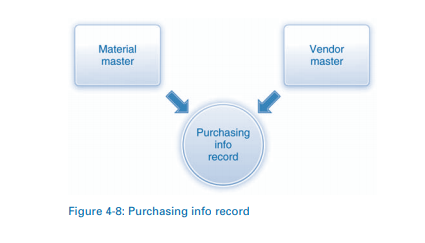 Material
master
Vendor
master
Purchasing
info
record
Figure 4-8: Purchasing info record